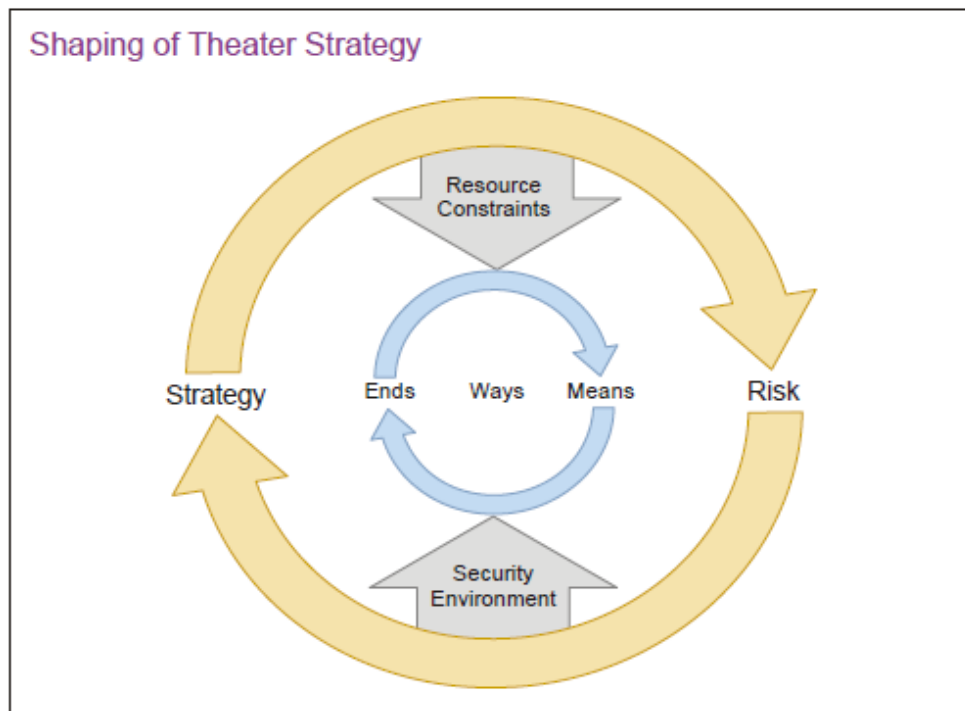 Shaping of Theater Strategy
Resource
Constraints
Strategy
Ends
Ways
Means
Risk
Security
Environment